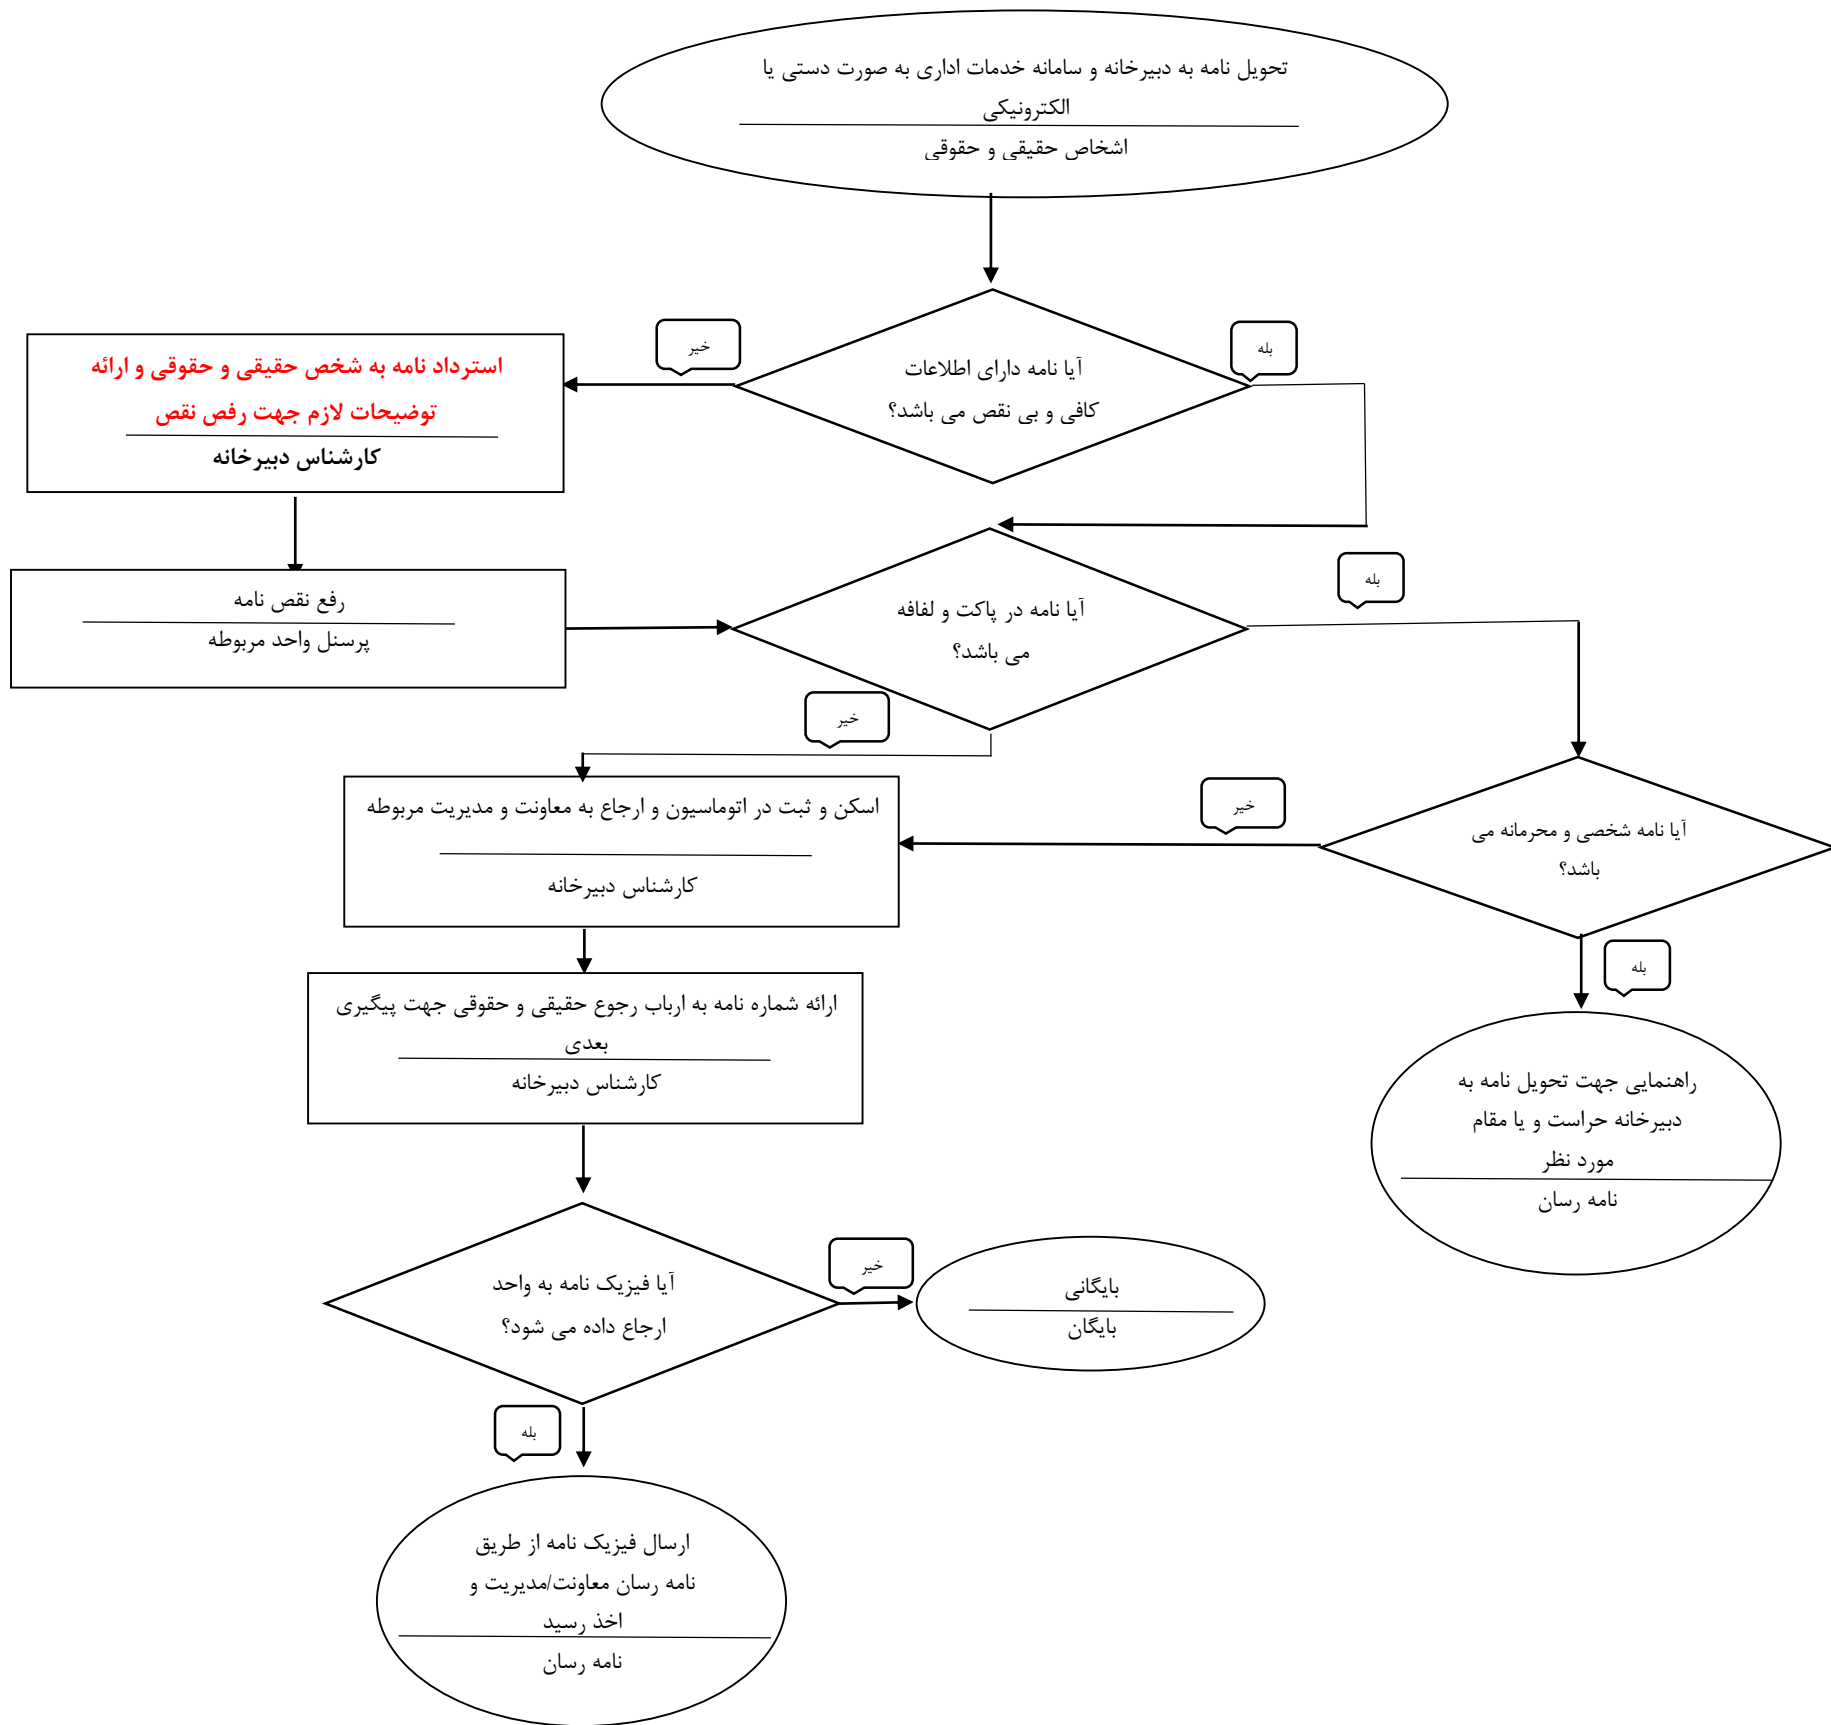 تحویل نامه به دبیرخانه و سامانه خدمات اداری به صورت دستی یا
الکترونیکی
اشخاص حقیقی و حقوقی
آیا نامه دارای اطلاعات
کافی و بی نقص می باشد؟
خیر
بله
استرداد نامه به شخص حقیقی و حقوقی و ارائه
توضیحات لازم جهت رفص نقص
کارشناس دبیرخانه
رفع نقص نامه
پرسنل واحد مربوطه
آیا نامه در پاکت و لفافه
می باشد؟
بله
خیر
اسکن و ثبت در اتوماسیون و ارجاع به معاونت و مدیریت مربوطه
کارشناس دبیرخانه
خیر
آیا نامه شخصی و محرمانه می
باشد؟
بله
ارائه شماره نامه به ارباب رجوع حقیقی و حقوقی جهت پیگیری
بعدی
کارشناس دبیرخانه
راهنمایی جهت تحویل نامه به
دبیرخانه حراست و یا مقام
مورد نظر
نامه رسان
آیا فیزیک نامه به واحد
ارجاع داده می شود؟
خیر
بایگانی
بایگان
بله
ارسال فیزیک نامه از طریق
نامه رسان معاونت/مدیریت و
اخذ رسید
نامه رسان